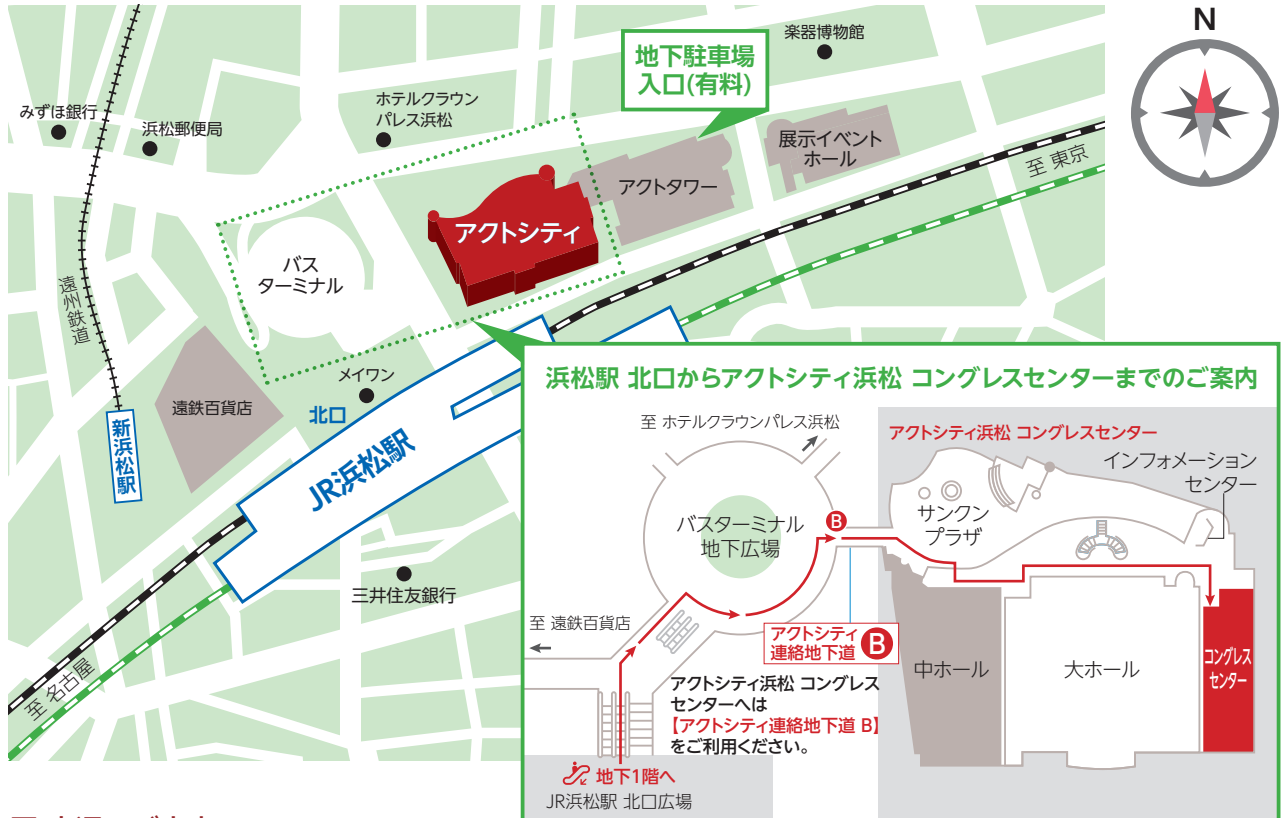 N
楽器博物館
地下駐車場
入口(有料)
みずほ銀行
浜松郵便局
ホテルクラウン
パレス浜松
展示イベント
ホール
アクトタワー
至 東京
アクトシティ
バス
ターミナル
遠州鉄道
メイワン
遠鉄百貨店
北口
新浜松駅
JR浜松駅
三井住友銀行
至 名古屋
浜松駅 北口からアクトシティ浜松 コングレスセンターまでのご案内
至 ホテルクラウンパレス浜松
アクトシティ浜松 コングレスセンター
インフォメーション
センター
サンクン
プラザ
B
バスターミナル
地下広場
至 遠鉄百貨店
アクトシティ
連絡地下道 B
中ホール
大ホール
コングレス
センター
アクトシティ浜松 コングレス
センターへは
【アクトシティ連絡地下道 B】
をご利用ください。
地下1階へ
JR浜松駅 北口広場